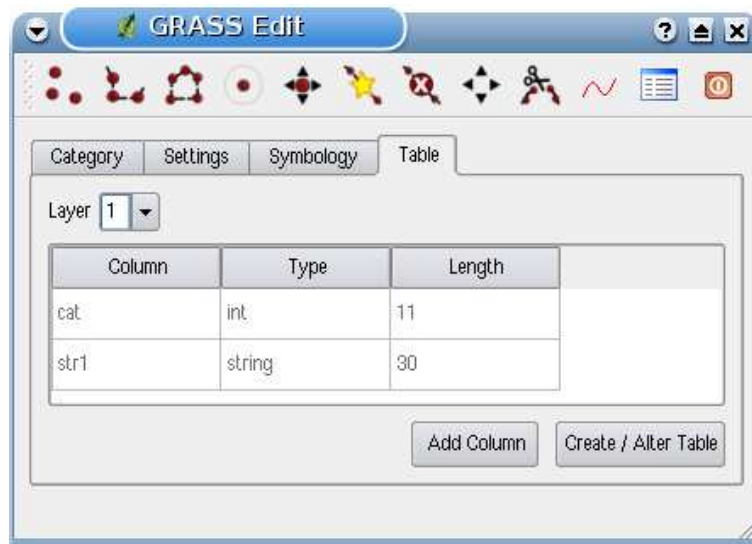 GRASS Edit
Category Settings Symbology Table
Layer 1
Column Type Length
cat int 11
str1 string 30
Add Column Create / Alter Table